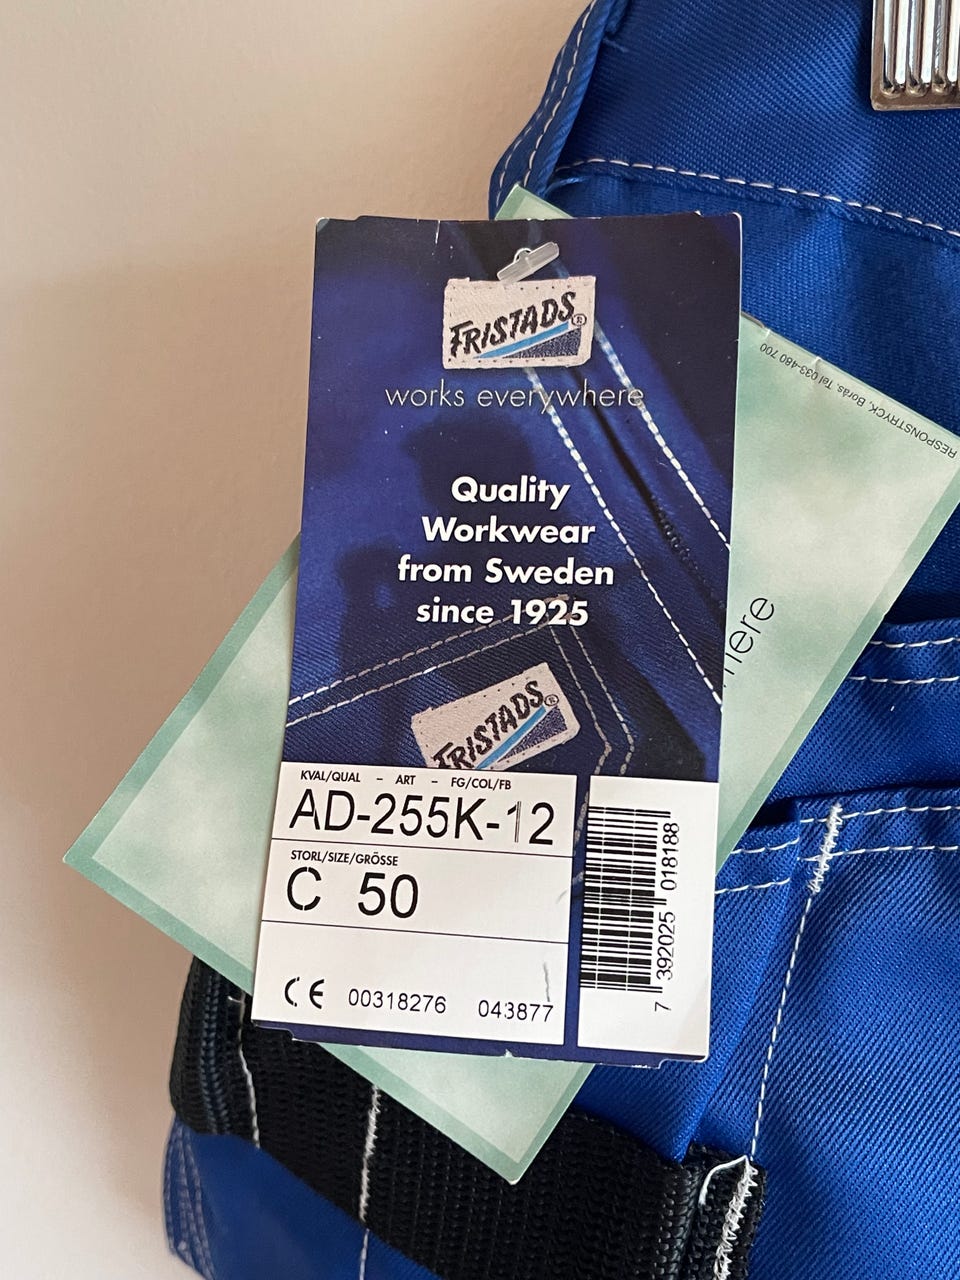 FRISTADS®
works everywhere
Quality
Workwear
from Sweden
since 1925
FRISTADS®
KVAL/QUAL – ART – FG/COL/FB
AD-255K-12
STORL/SIZE/GRÖSSE
C 50
CE 00318276 043877
7 392025 018188
RESPONSTRYCK, Borås, Tel 033-480 700
here